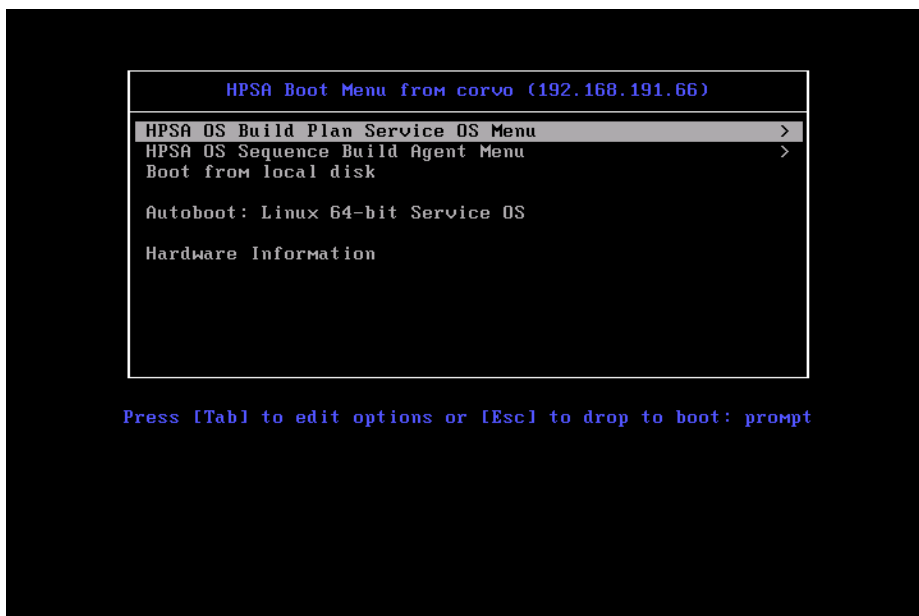 HPSA Boot Menu from corvo (192.168.191.66)
HPSA OS Build Plan Service OS Menu >
HPSA OS Sequence Build Agent Menu >
Boot from local disk
Autoboot: Linux 64-bit Service OS
Hardware Information
Press [Tab] to edit options or [Esc] to drop to boot: prompt